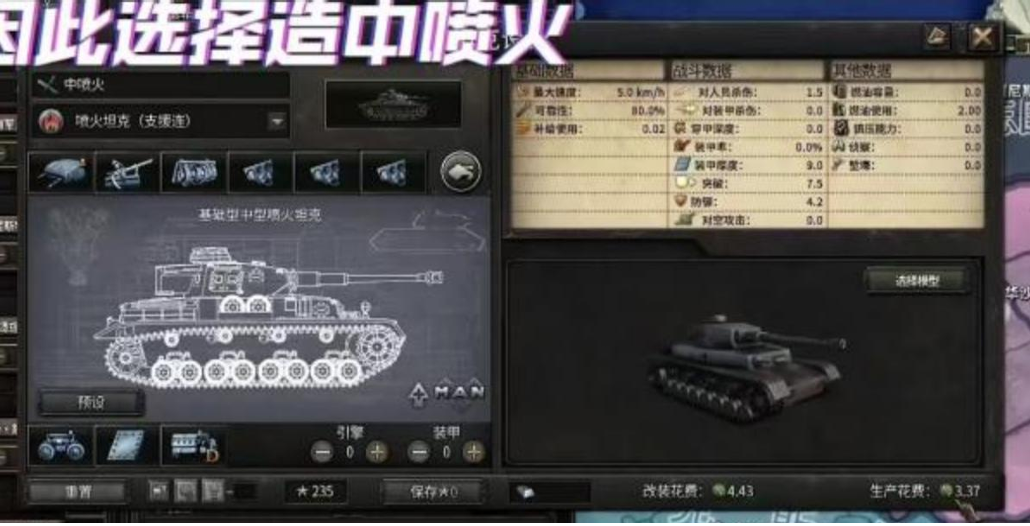 因此选择造中喷火
中喷火
喷火坦克（支援连）
基础型中型喷火坦克
MAN
预设
引擎
0
装甲
0
重置
235
保存★0
基础数据
最大速度： 5.0 km/h
可靠性： 80.0%
补给使用： 0.02
战斗数据
对人员杀伤： 1.5
对装甲杀伤： 0.0
穿甲深度： 0.0
装甲率： 0.0%
装甲厚度： 9.0
突破： 7.5
防御： 4.2
对空攻击： 0.0
其他数据
燃油容量： 0.0
燃油使用： 2.00
镇压能力： 0.0
侦察： 0.0
堑壕： 0.0
选择模型
改装花费： 4.43
生产花费： 3.37